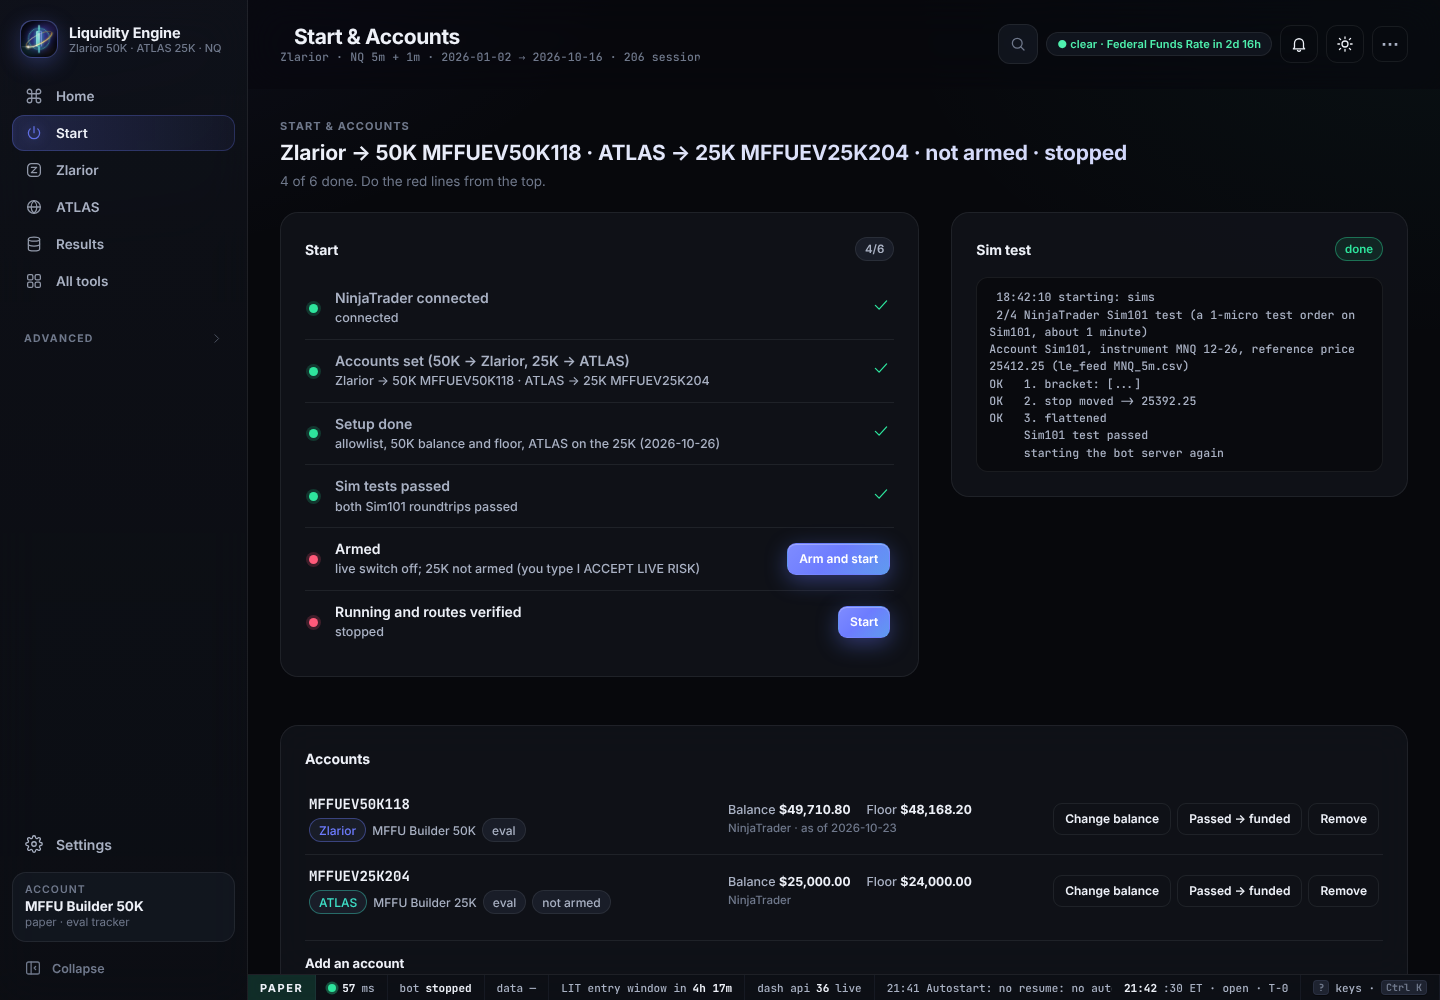 Liquidity Engine
Zlarior 50K · ATLAS 25K · NQ
Home
Start
Zlarior
ATLAS
Results
All tools
ADVANCED
Settings
ACCOUNT
MFFU Builder 50K
paper · eval tracker
Collapse
Start & Accounts
Zlarior · NQ 5m + 1m · 2026-01-02 → 2026-10-16 · 206 session
clear · Federal Funds Rate in 2d 16h
START & ACCOUNTS
Zlarior → 50K MFFUEV50K118 · ATLAS → 25K MFFUEV25K204 · not armed · stopped
4 of 6 done. Do the red lines from the top.
Start
4/6
NinjaTrader connected
connected
Accounts set (50K → Zlarior, 25K → ATLAS)
Zlarior → 50K MFFUEV50K118 · ATLAS → 25K MFFUEV25K204
Setup done
allowlist, 50K balance and floor, ATLAS on the 25K (2026-10-26)
Sim tests passed
both Sim101 roundtrips passed
Armed
live switch off; 25K not armed (you type I ACCEPT LIVE RISK)
Arm and start
Running and routes verified
stopped
Start
Sim test
done
18:42:10 starting: sims
2/4 NinjaTrader Sim101 test (a 1-micro test order on
Sim101, about 1 minute)
Account Sim101, instrument MNQ 12-26, reference price
25412.25 (le_feed MNQ_5m.csv)
OK 1. bracket: [...]
OK 2. stop moved → 25392.25
OK 3. flattened
Sim101 test passed
starting the bot server again
Accounts
MFFUEV50K118
Zlarior MFFU Builder 50K eval
Balance $49,710.80 Floor $48,168.20
NinjaTrader · as of 2026-10-23
Change balance Passed → funded Remove
MFFUEV25K204
ATLAS MFFU Builder 25K eval not armed
Balance $25,000.00 Floor $24,000.00
NinjaTrader
Change balance Passed → funded Remove
Add an account
PAPER 57 ms bot stopped data — LIT entry window in 4h 17m dash api 36 live 21:41 Autostart: no resume: no aut 21:42 :30 ET · open · T-0 ? keys · Ctrl K